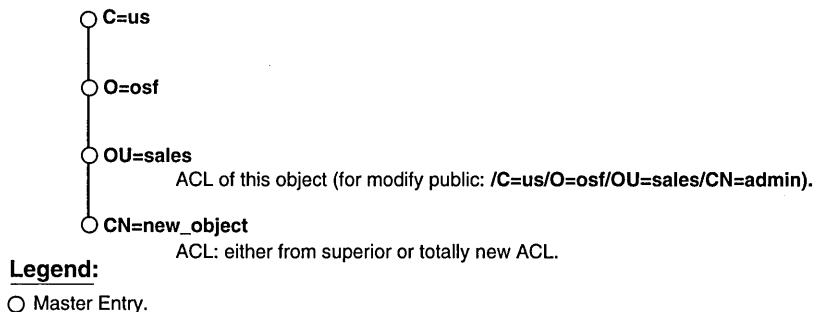 C=us
O=osf
OU=sales
ACL of this object (for modify public: /C=us/O=osf/OU=sales/CN=admin).
CN=new_object
ACL: either from superior or totally new ACL.
Legend:
Master Entry.